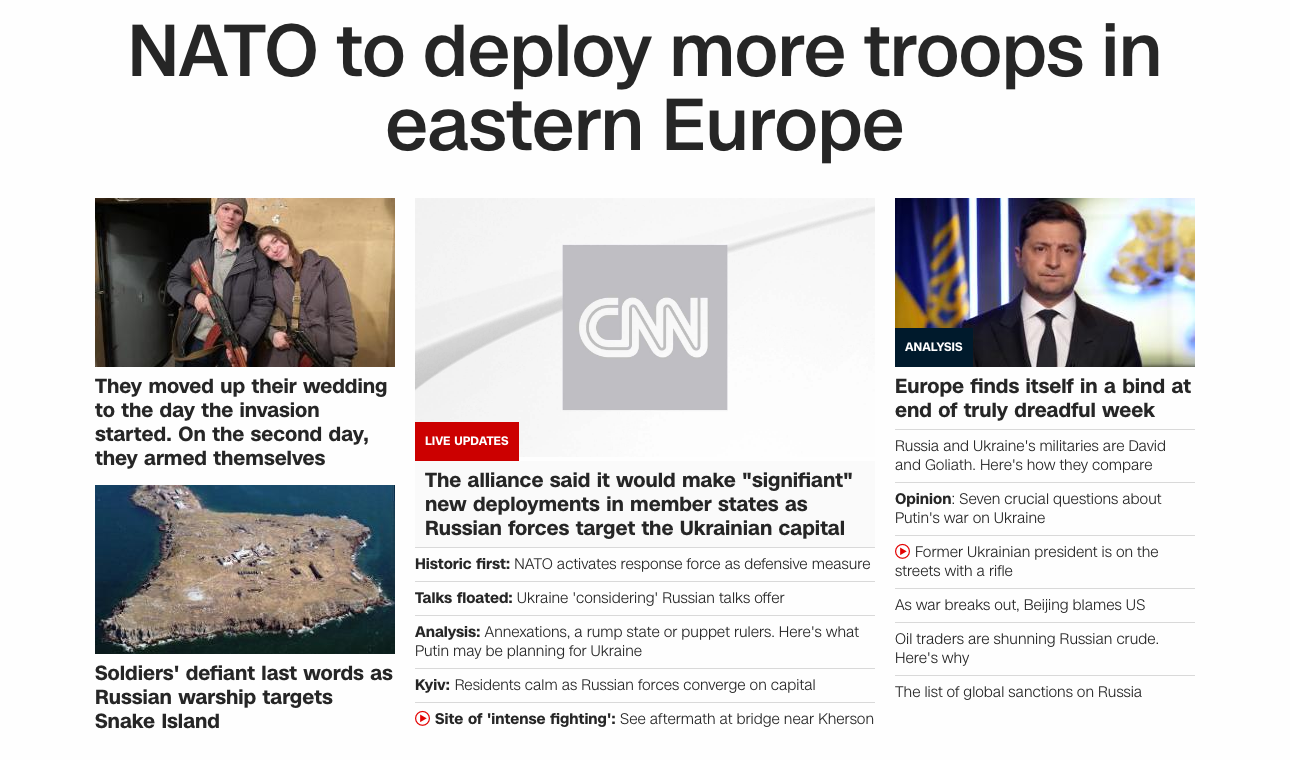 NATO to deploy more troops in
eastern Europe
They moved up their wedding
to the day the invasion
started. On the second day,
they armed themselves
Soldiers' defiant last words as
Russian warship targets
Snake Island
CNN
LIVE UPDATES
The alliance said it would make "signifiant"
new deployments in member states as
Russian forces target the Ukrainian capital
Historic first: NATO activates response force as defensive measure
Talks floated: Ukraine 'considering' Russian talks offer
Analysis: Annexations, a rump state or puppet rulers. Here's what
Putin may be planning for Ukraine
Kyiv: Residents calm as Russian forces converge on capital
Site of 'intense fighting': See aftermath at bridge near Kherson
ANALYSIS
Europe finds itself in a bind at
end of truly dreadful week
Russia and Ukraine's militaries are David
and Goliath. Here's how they compare
Opinion: Seven crucial questions about
Putin's war on Ukraine
Former Ukrainian president is on the
streets with a rifle
As war breaks out, Beijing blames US
Oil traders are shunning Russian crude.
Here's why
The list of global sanctions on Russia